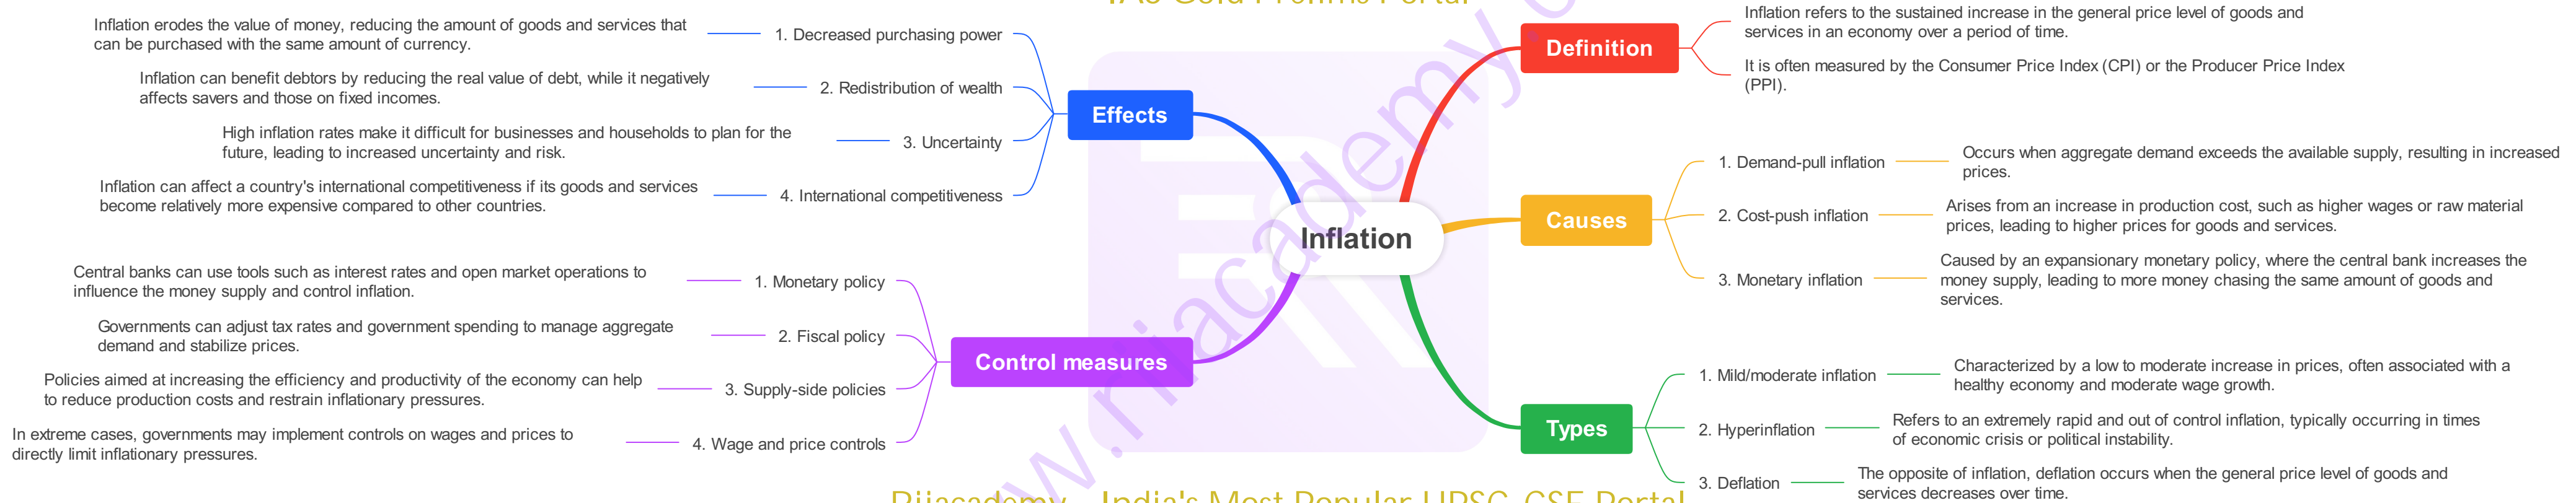 IAS Gold Prelims Portal
Inflation
Definition
Inflation refers to the sustained increase in the general price level of goods and
services in an economy over a period of time.
It is often measured by the Consumer Price Index (CPI) or the Producer Price Index
(PPI).
Causes
1. Demand-pull inflation
Occurs when aggregate demand exceeds the available supply, resulting in increased
prices.
2. Cost-push inflation
Arises from an increase in production cost, such as higher wages or raw material
prices, leading to higher prices for goods and services.
3. Monetary inflation
Caused by an expansionary monetary policy, where the central bank increases the
money supply, leading to more money chasing the same amount of goods and
services.
Types
1. Mild/moderate inflation
Characterized by a low to moderate increase in prices, often associated with a
healthy economy and moderate wage growth.
2. Hyperinflation
Refers to an extremely rapid and out of control inflation, typically occurring in times
of economic crisis or political instability.
3. Deflation
The opposite of inflation, deflation occurs when the general price level of goods and
services decreases over time.
Effects
1. Decreased purchasing power
Inflation erodes the value of money, reducing the amount of goods and services that
can be purchased with the same amount of currency.
2. Redistribution of wealth
Inflation can benefit debtors by reducing the real value of debt, while it negatively
affects savers and those on fixed incomes.
3. Uncertainty
High inflation rates make it difficult for businesses and households to plan for the
future, leading to increased uncertainty and risk.
4. International competitiveness
Inflation can affect a country's international competitiveness if its goods and services
become relatively more expensive compared to other countries.
Control measures
1. Monetary policy
Central banks can use tools such as interest rates and open market operations to
influence the money supply and control inflation.
2. Fiscal policy
Governments can adjust tax rates and government spending to manage aggregate
demand and stabilize prices.
3. Supply-side policies
Policies aimed at increasing the efficiency and productivity of the economy can help
to reduce production costs and restrain inflationary pressures.
4. Wage and price controls
In extreme cases, governments may implement controls on wages and prices to
directly limit inflationary pressures.
India's Most Popular UPSC-CSE Portal